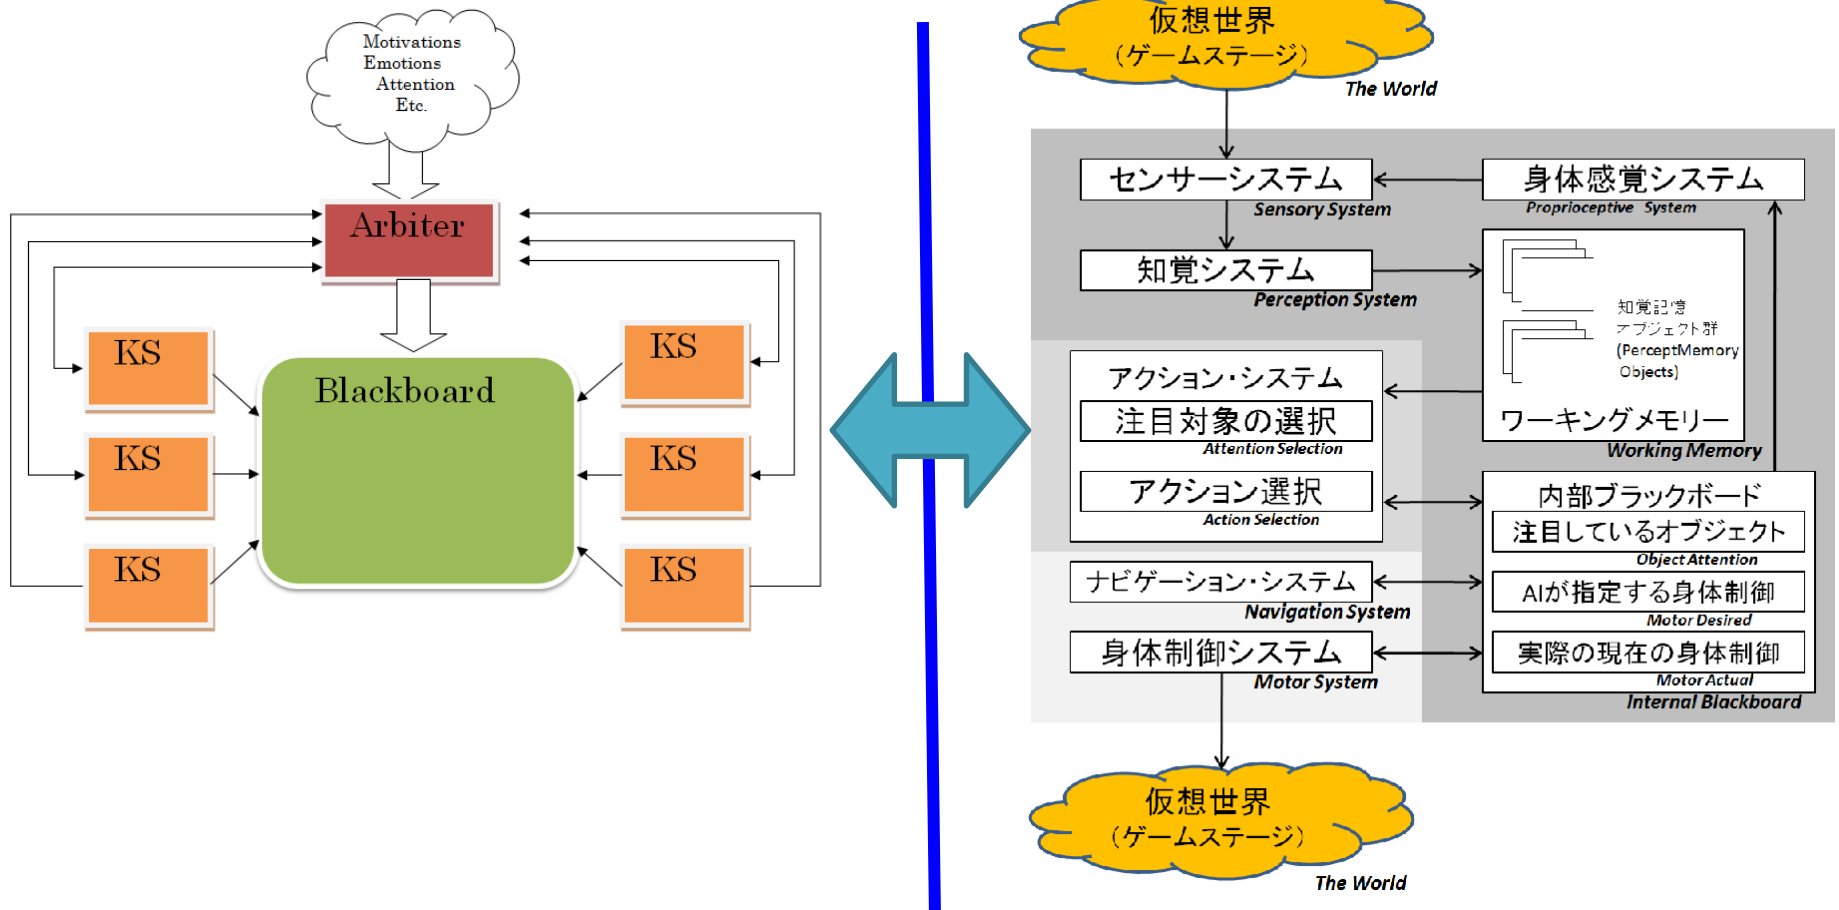 Motivations
Emotions
Attention
Etc.
Arbiter
KS
KS
KS
KS
KS
KS
Blackboard
仮想世界
(ゲームステージ)
The World
センサーシステム
Sensory System
身体感覚システム
Proprioceptive System
知覚システム
Perception System
知覚記憶
オブジェクト群
(PerceptMemory
Objects)
ワーキングメモリー
Working Memory
アクション・システム
注目対象の選択
Attention Selection
アクション選択
Action Selection
内部ブラックボード
注目しているオブジェクト
Object Attention
AIが指定する身体制御
Motor Desired
実際の現在の身体制御
Motor Actual
Internal Blackboard
ナビゲーション・システム
Navigation System
身体制御システム
Motor System
仮想世界
(ゲームステージ)
The World